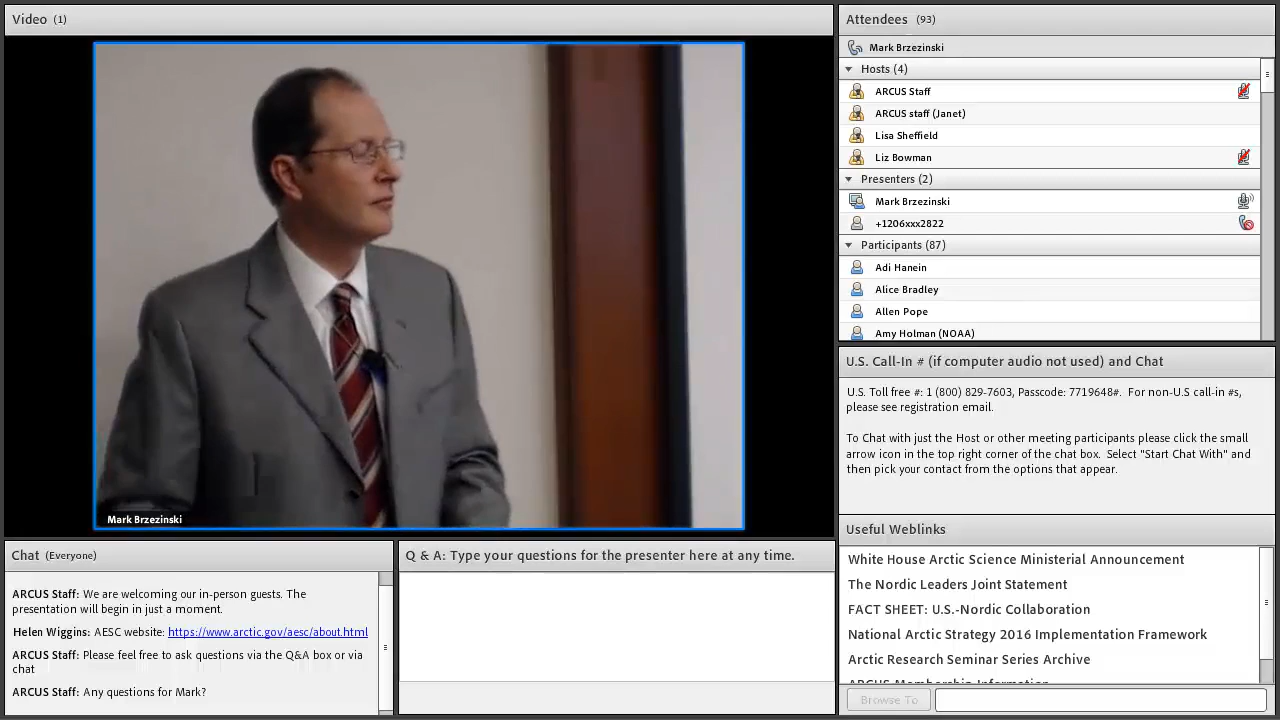 Video (1)
Mark Brzezinski
Attendees (93)
Mark Brzezinski
Hosts (4)
ARCUS Staff
ARCUS staff (Janet)
Lisa Sheffield
Liz Bowman
Presenters (2)
Mark Brzezinski
+1206xxx2822
Participants (87)
Adi Hanein
Alice Bradley
Allen Pope
Amy Holman (NOAA)
U.S. Call-In # (if computer audio not used) and Chat
U.S. Toll free #: 1 (800) 829-7603, Passcode: 7719648#. For non-U.S call-in #s,
please see registration email.
To Chat with just the Host or other meeting participants please click the small
arrow icon in the top right corner of the chat box. Select "Start Chat With" and
then pick your contact from the options that appear.
Chat (Everyone)
ARCUS Staff: We are welcoming our in-person guests. The
presentation will begin in just a moment.
Helen Wiggins: AESC website: https://www.arctic.gov/aesc/about.html
ARCUS Staff: Please feel free to ask questions via the Q&A box or via
chat
ARCUS Staff: Any questions for Mark?
Q & A: Type your questions for the presenter here at any time.
Useful Weblinks
White House Arctic Science Ministerial Announcement
The Nordic Leaders Joint Statement
FACT SHEET: U.S.-Nordic Collaboration
National Arctic Strategy 2016 Implementation Framework
Arctic Research Seminar Series Archive
ARCUS Membership Information
Browse To